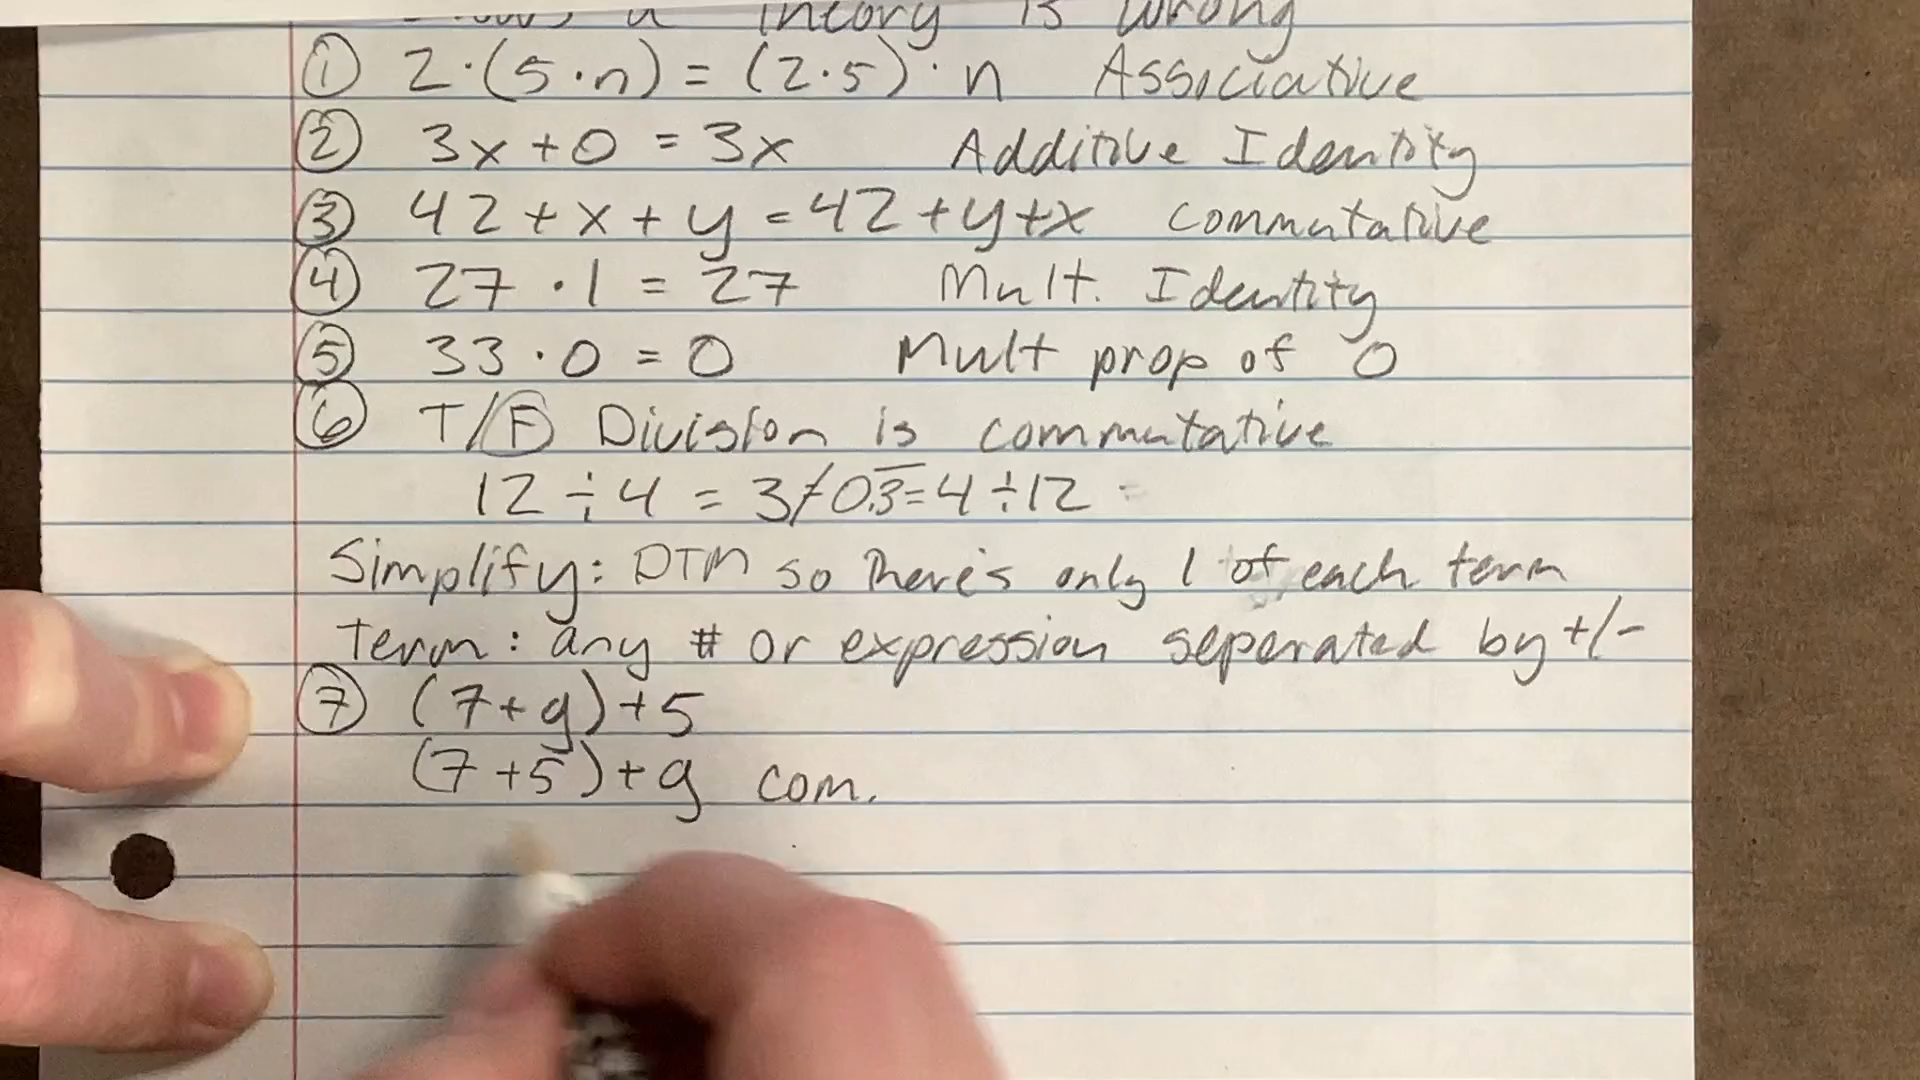 a theory is wrong
① 2·(5·n) = (2·5)·n Associative
② 3x+0 = 3x Additive Identity
③ 42+x+y = 42+y+x commutative
④ 27·1 = 27 Mult. Identity
⑤ 33·0 = 0 Mult prop of 0
⑥ T/F Division is commutative
12÷4 = 3≠0.3̅=4÷12 =
Simplify: DTM so there's only 1 of each term
Term: any # or expression seperated by +/-
⑦ (7+g)+5
(7+5)+g com.